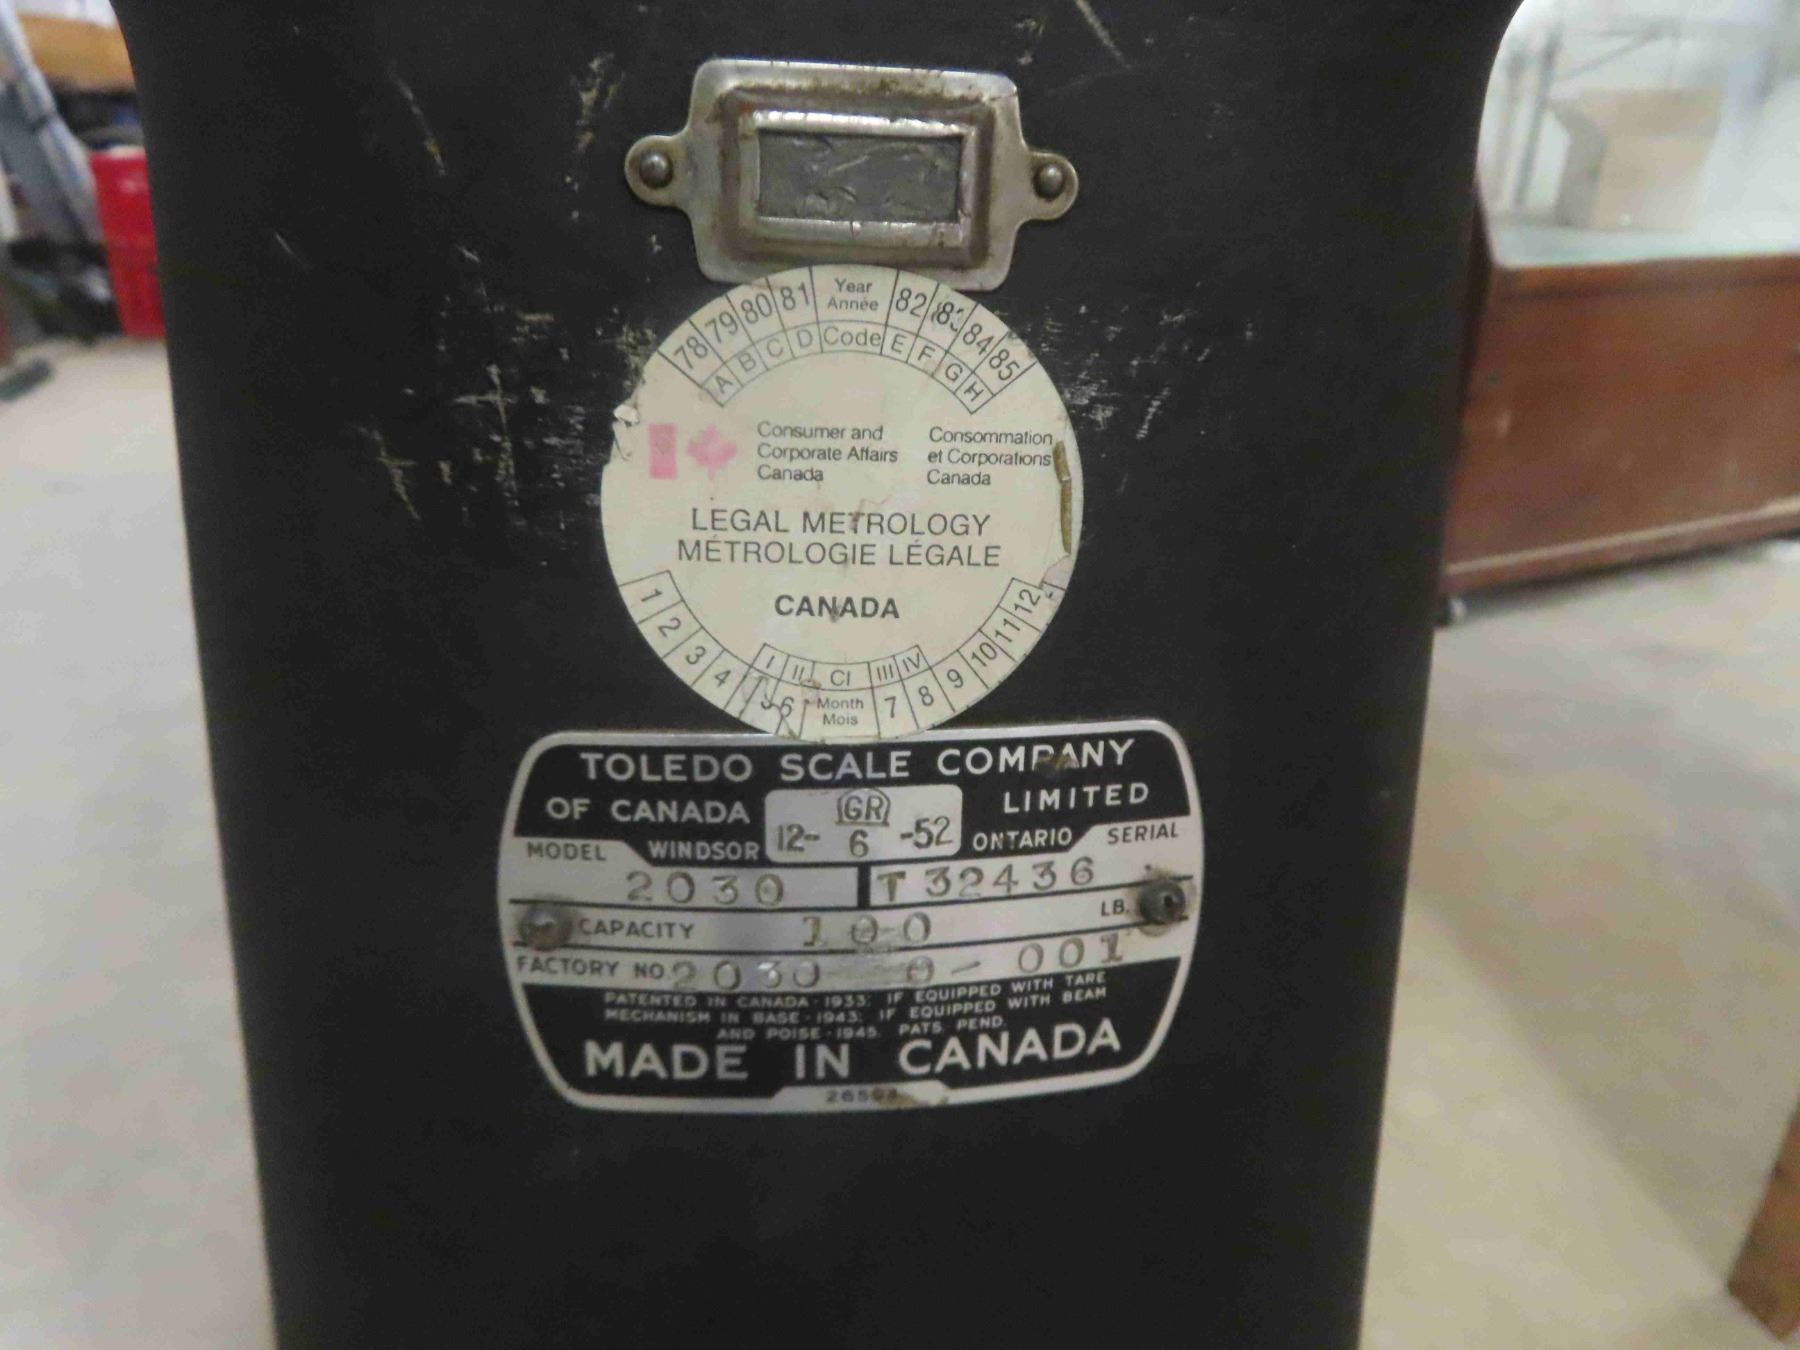 78 79 80 81 Year Année 82 83 84 85
A B C D Code E F G H
Consumer and
Corporate Affairs
Canada
Consommation
et Corporations
Canada
LEGAL METROLOGY
MÉTROLOGIE LÉGALE
CANADA
I II CI III IV
1 2 3 4 5 6 Month Mois 7 8 9 10 11 12
TOLEDO SCALE COMPANY
OF CANADA LIMITED
GR
12- 6 -52
WINDSOR ONTARIO
MODEL 2030 SERIAL T 32436
CAPACITY 100 LB.
FACTORY NO. 2030 0-001
PATENTED IN CANADA-1933; IF EQUIPPED WITH TARE
MECHANISM IN BASE-1943; IF EQUIPPED WITH BEAM
AND POISE-1945. PATS. PEND.
MADE IN CANADA